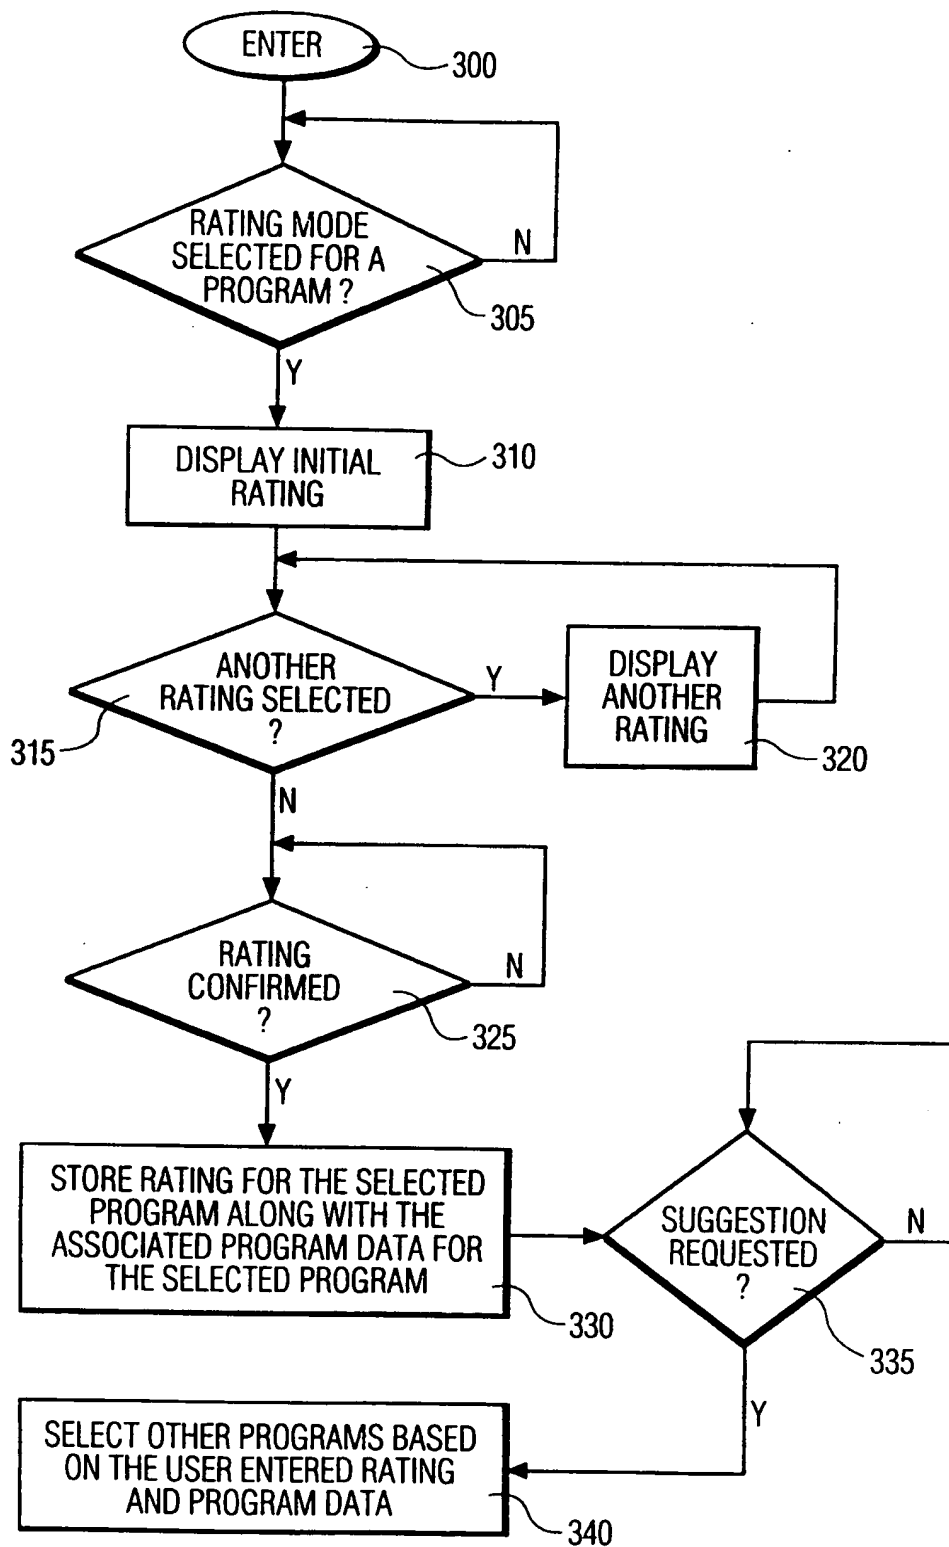 ENTER
300
RATING MODE
SELECTED FOR A
PROGRAM ?
N
305
Y
DISPLAY INITIAL
RATING
310
ANOTHER
RATING SELECTED
?
315
Y
DISPLAY
ANOTHER
RATING
320
N
RATING
CONFIRMED
?
N
325
Y
STORE RATING FOR THE SELECTED
PROGRAM ALONG WITH THE
ASSOCIATED PROGRAM DATA FOR
THE SELECTED PROGRAM
330
SUGGESTION
REQUESTED
?
N
335
Y
SELECT OTHER PROGRAMS BASED
ON THE USER ENTERED RATING
AND PROGRAM DATA
340